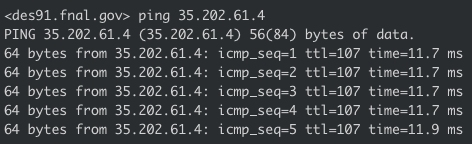 <des91.fnal.gov> ping 35.202.61.4
PING 35.202.61.4 (35.202.61.4) 56(84) bytes of data.
64 bytes from 35.202.61.4: icmp_seq=1 ttl=107 time=11.7 ms
64 bytes from 35.202.61.4: icmp_seq=2 ttl=107 time=11.7 ms
64 bytes from 35.202.61.4: icmp_seq=3 ttl=107 time=11.7 ms
64 bytes from 35.202.61.4: icmp_seq=4 ttl=107 time=11.7 ms
64 bytes from 35.202.61.4: icmp_seq=5 ttl=107 time=11.9 ms